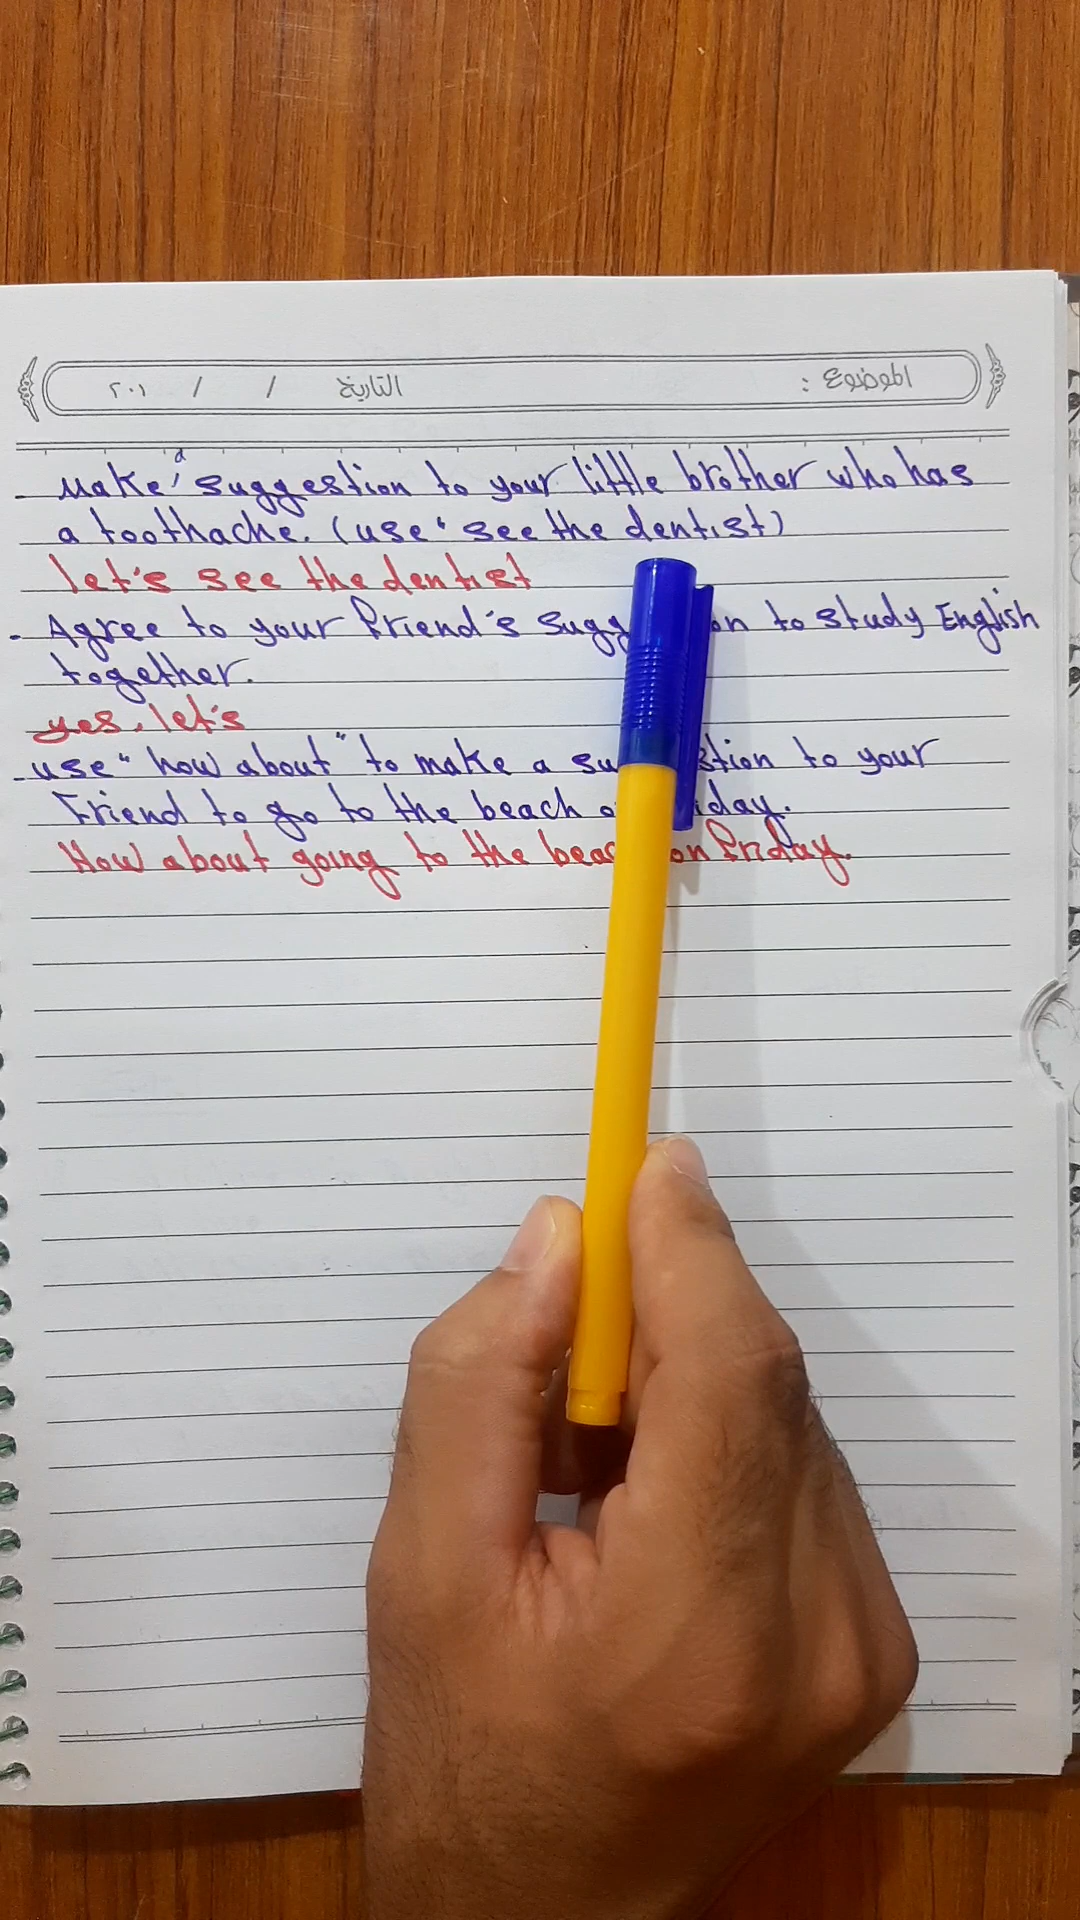 الموضوع : التاريخ / / ٢٠١
- Make a suggestion to your little brother who has
a toothache. (use " see the dentist)
let's see the dentist
- Agree to your friend's sugg on to study English
together.
yes, let's
- use " how about " to make a su stion to your
Friend to go to the beach o iday.
How about going to the beac on friday.